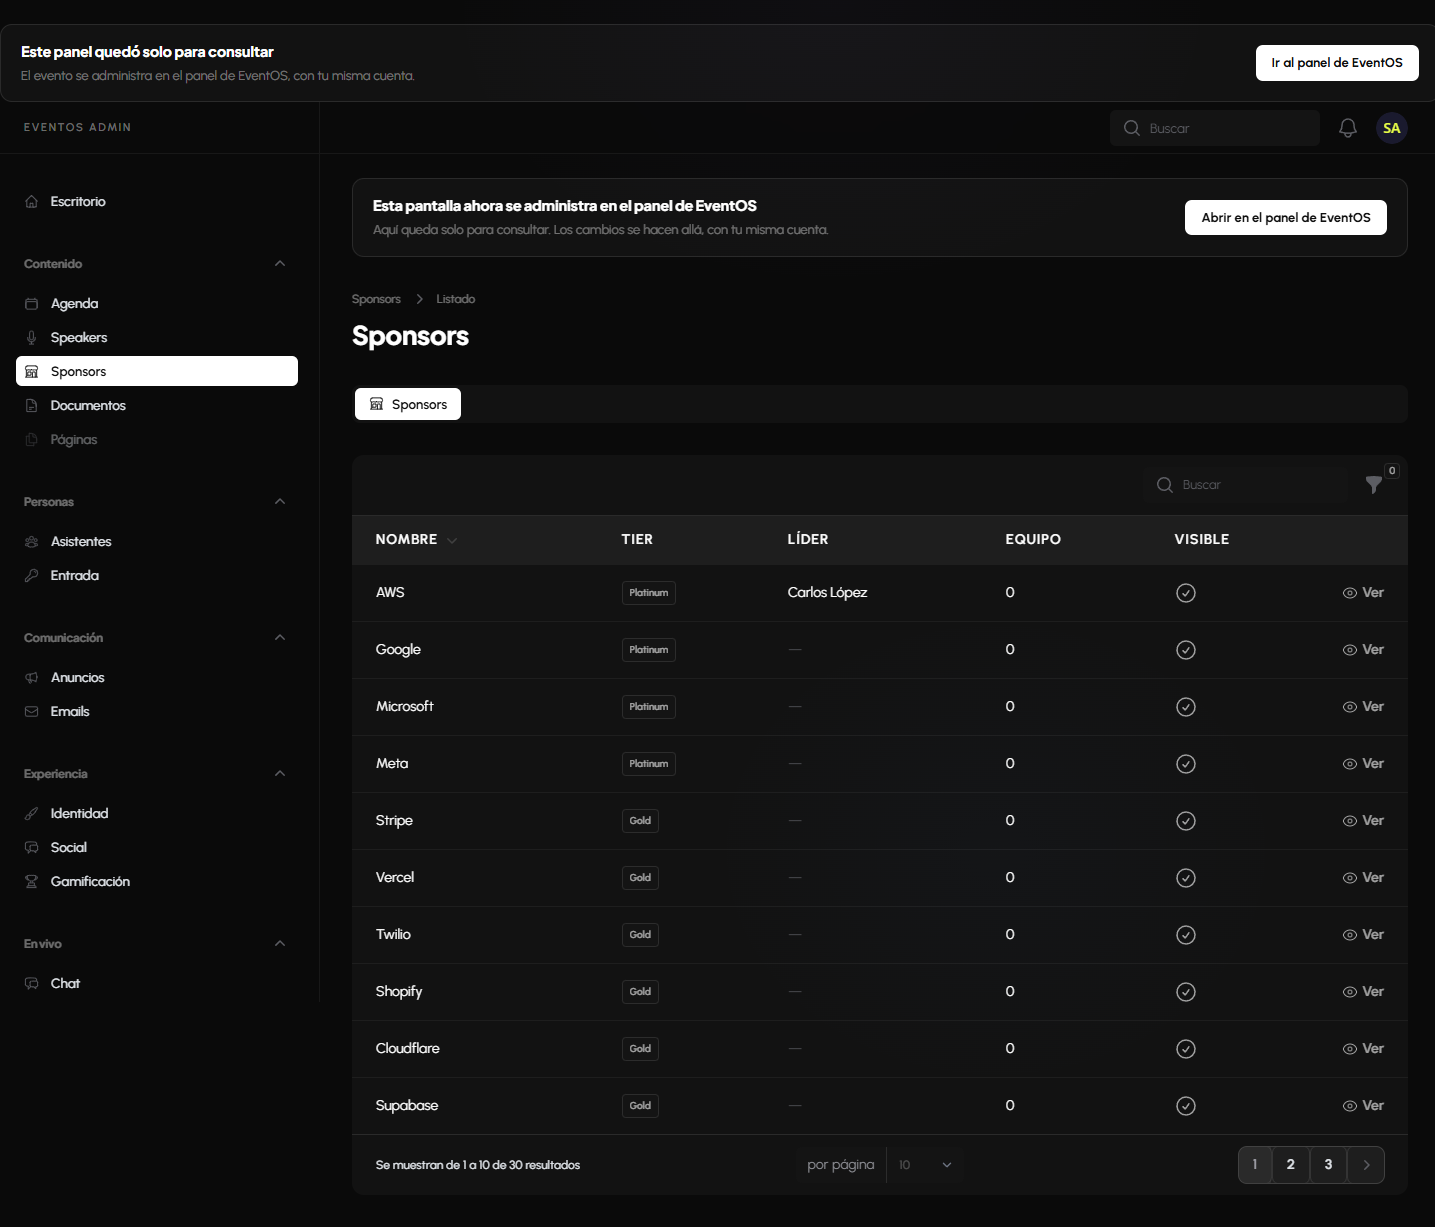 Este panel quedó solo para consultar
El evento se administra en el panel de EventOS, con tu misma cuenta.
Ir al panel de EventOS
EVENTOS ADMIN
Buscar
SA
Escritorio
Contenido
Agenda
Speakers
Sponsors
Documentos
Páginas
Personas
Asistentes
Entrada
Comunicación
Anuncios
Emails
Experiencia
Identidad
Social
Gamificación
En vivo
Chat
Esta pantalla ahora se administra en el panel de EventOS
Aquí queda solo para consultar. Los cambios se hacen allá, con tu misma cuenta.
Abrir en el panel de EventOS
Sponsors > Listado
Sponsors
Sponsors
Buscar
0
NOMBRE TIER LÍDER EQUIPO VISIBLE
AWS Platinum Carlos López 0 Ver
Google Platinum — 0 Ver
Microsoft Platinum — 0 Ver
Meta Platinum — 0 Ver
Stripe Gold — 0 Ver
Vercel Gold — 0 Ver
Twilio Gold — 0 Ver
Shopify Gold — 0 Ver
Cloudflare Gold — 0 Ver
Supabase Gold — 0 Ver
Se muestran de 1 a 10 de 30 resultados
por página 10
1 2 3